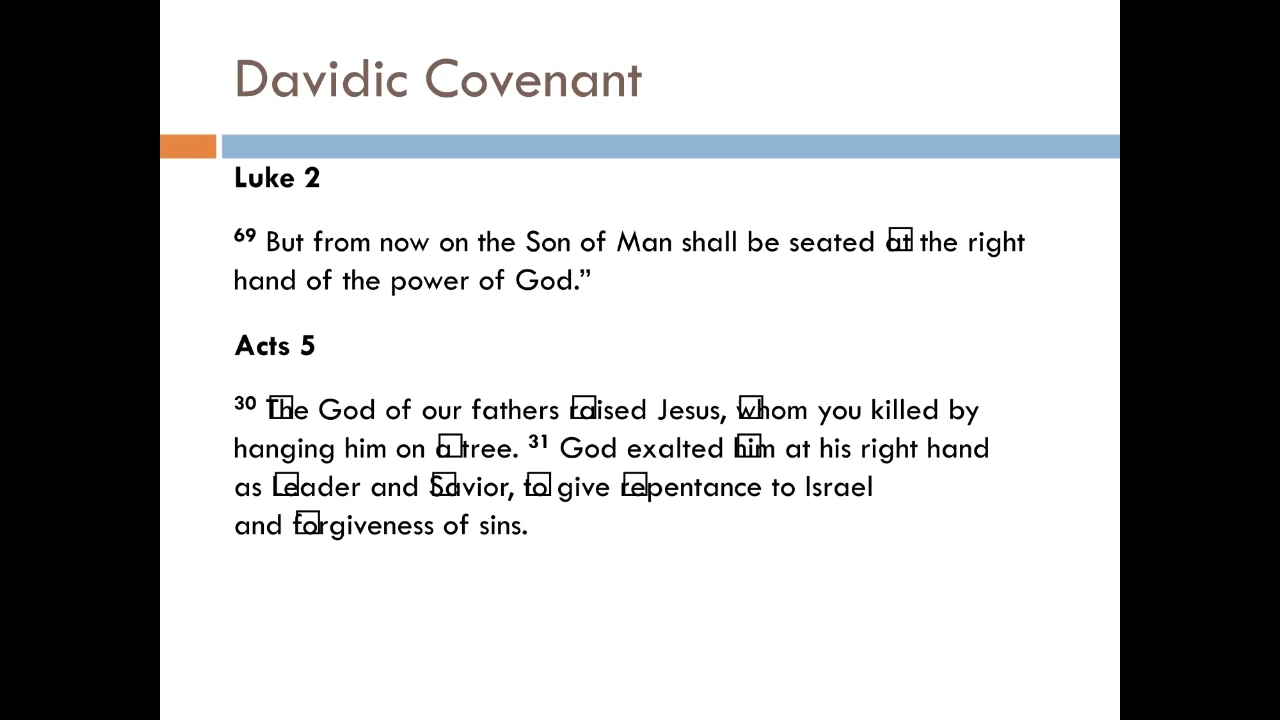 Davidic Covenant
Luke 2
69 But from now on the Son of Man shall be seated at the right
hand of the power of God.”
Acts 5
30 The God of our fathers raised Jesus, whom you killed by
hanging him on a tree. 31 God exalted him at his right hand
as Leader and Savior, to give repentance to Israel
and forgiveness of sins.